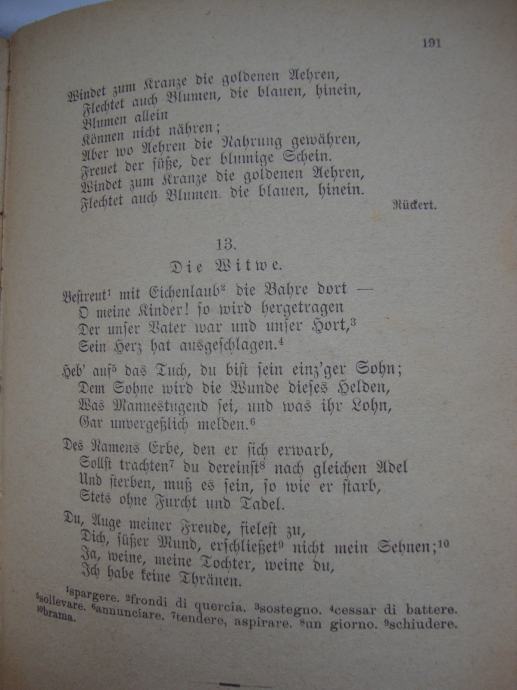 191
Windet zum Kranze die goldenen Aehren,
Flechtet auch Blumen, die blauen, hinein,
Blumen allein
Können nicht nähren;
Aber wo Aehren die Nahrung gewähren,
Freuet der süße, der blumige Schein.
Windet zum Kranze die goldenen Aehren,
Flechtet auch Blumen, die blauen, hinein.
Rückert.
13.
Die Witwe.
Bestreut¹ mit Eichenlaub² die Bahre dort —
O meine Kinder! so wird hergetragen
Der unser Vater war und unser Hort,³
Sein Herz hat ausgeschlagen.⁴
Heb' auf⁵ das Tuch, du bist sein einz'ger Sohn;
Dem Sohne wird die Wunde dieses Helden,
Was Mannestugend sei, und was ihr Lohn,
Gar unvergeßlich melden.⁶
Des Namens Erbe, den er sich erwarb,
Sollst trachten⁷ du dereinst⁸ nach gleichen Adel
Und sterben, muß es sein, so wie er starb,
Stets ohne Furcht und Tadel.
Du, Auge meiner Freude, fielest zu,
Dich, süßer Mund, erschließet⁹ nicht mein Sehnen;¹⁰
Ja, weine, meine Tochter, weine du,
Ich habe keine Thränen.
¹spargere. ²frondi di quercia. ³sostegno. ⁴cessar di battere.
⁵sollevare. ⁶annunciare. ⁷tendere, aspirare. ⁸un giorno. ⁹schiudere.
¹⁰brama.